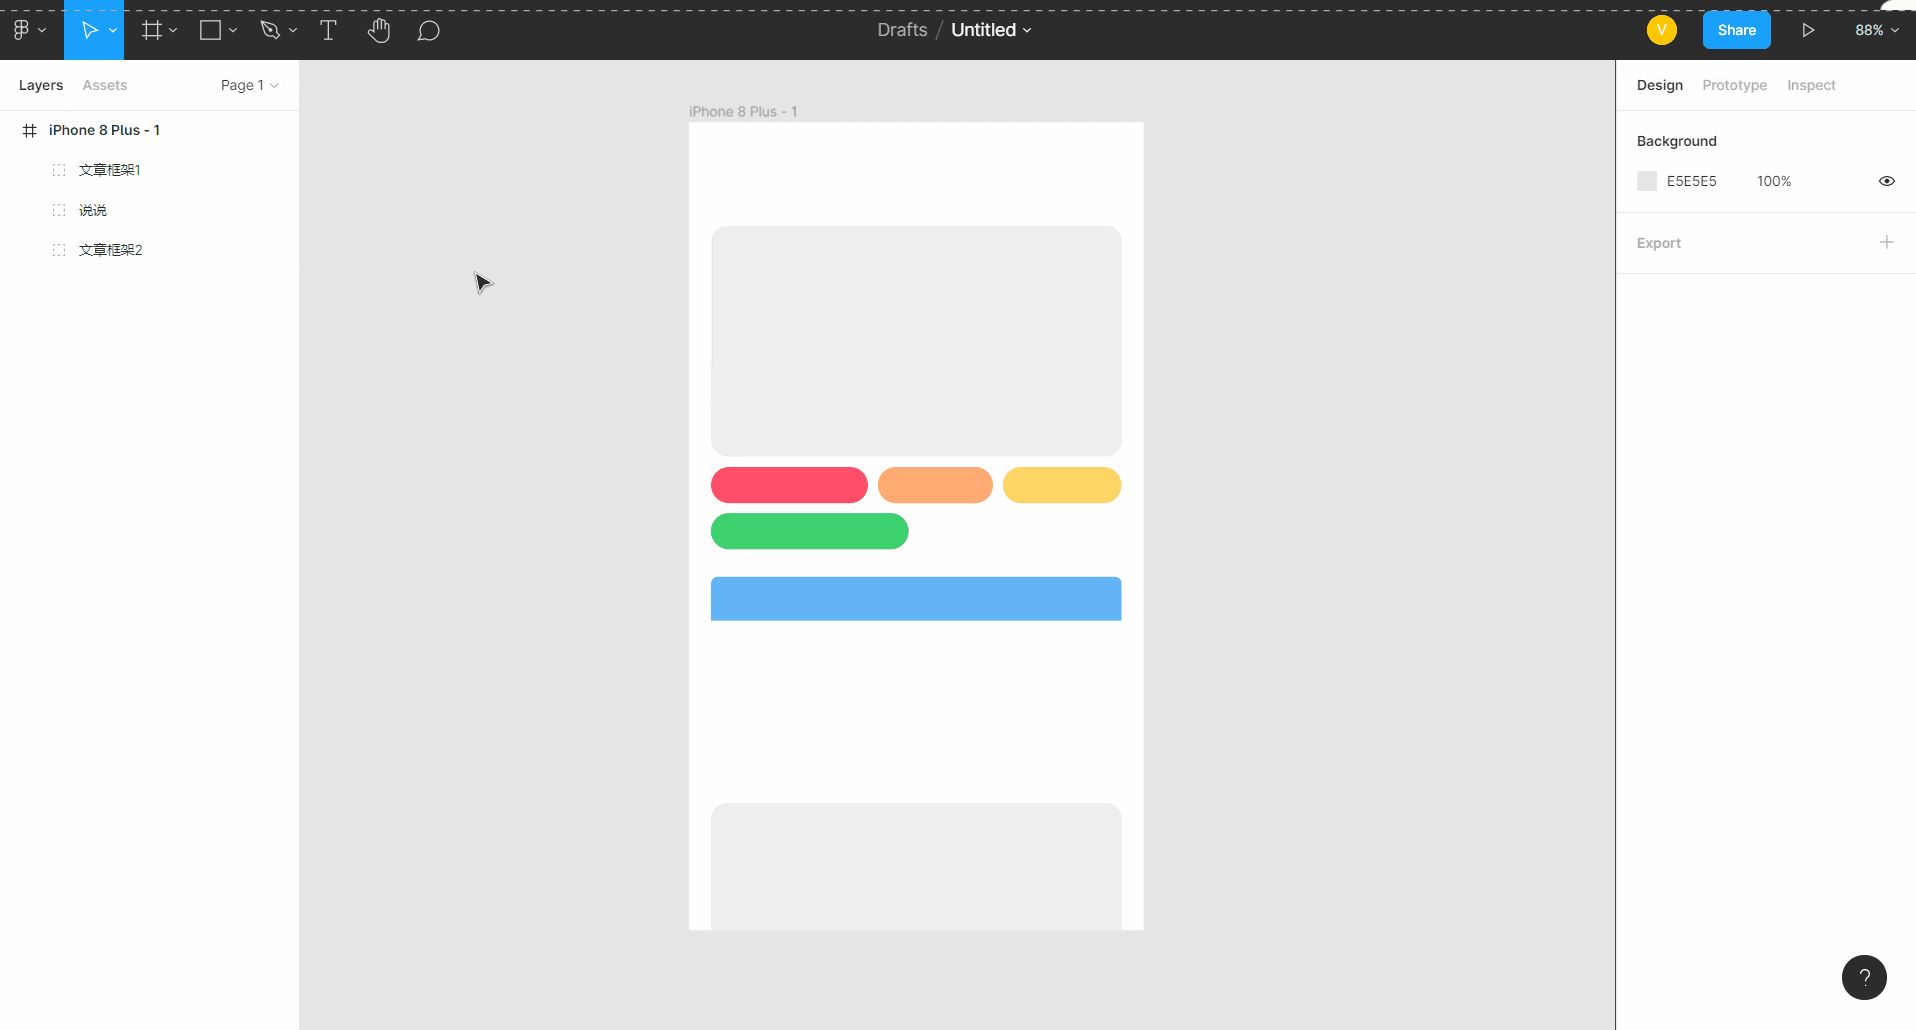 Drafts / Untitled
V
Share
88%
Layers Assets Page 1
iPhone 8 Plus - 1
文章框架1
说说
文章框架2
iPhone 8 Plus - 1
Design Prototype Inspect
Background
E5E5E5 100%
Export
?